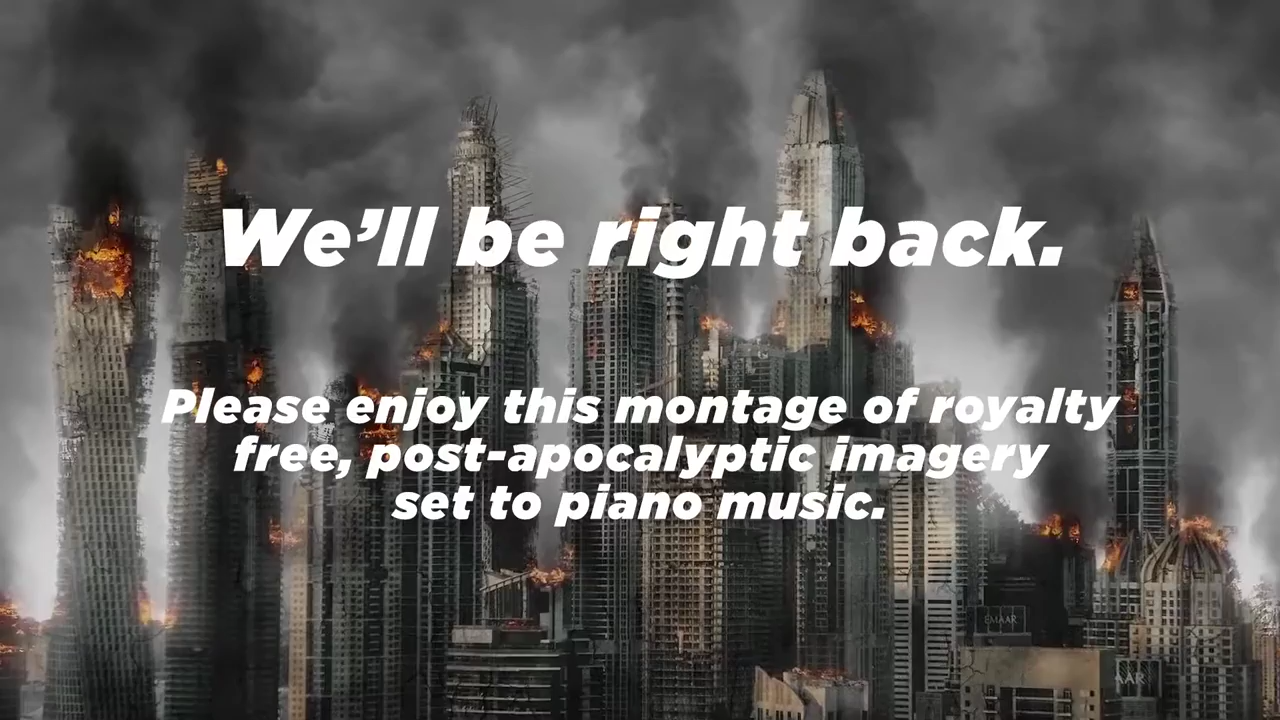 We’ll be right back.
Please enjoy this montage of royalty
free, post-apocalyptic imagery
set to piano music.
EMAAR
AAR